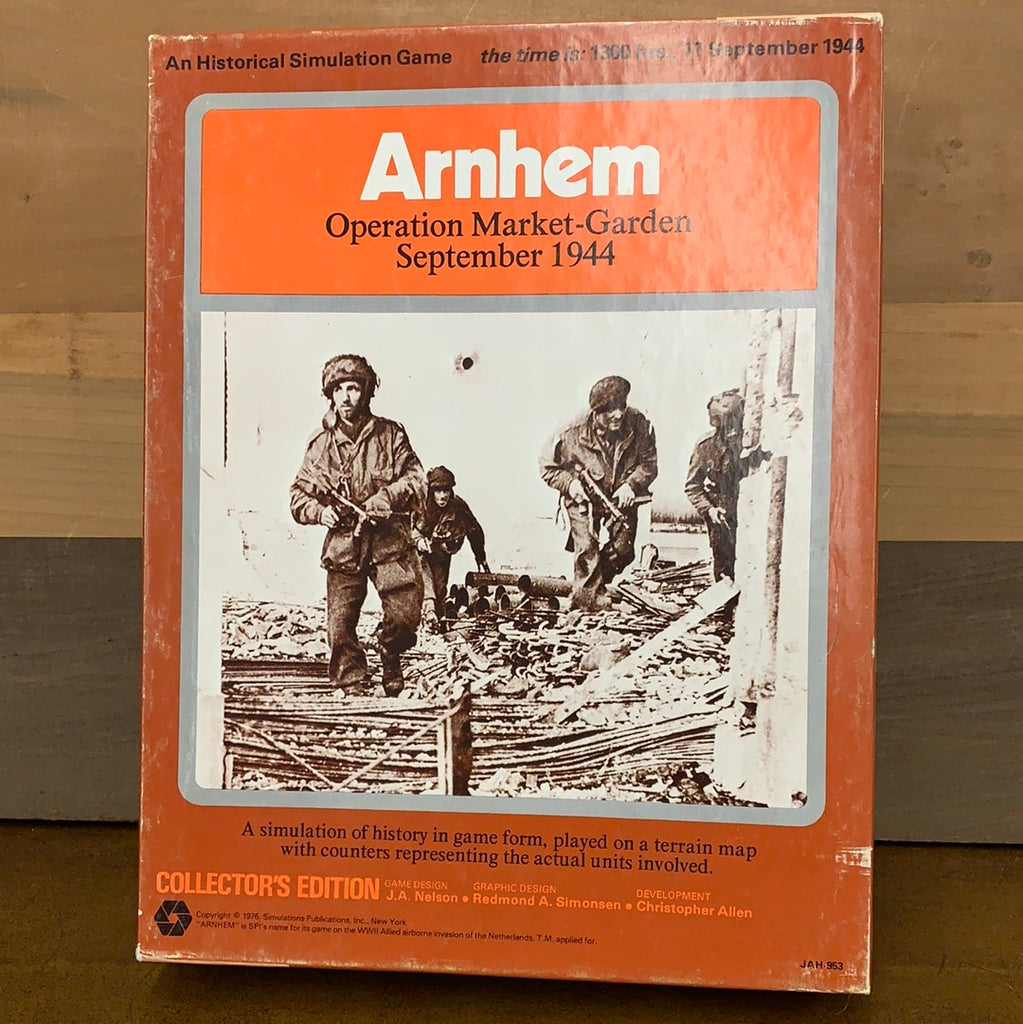 An Historical Simulation Game the time is: 1300 hrs 11 September 1944
Arnhem
Operation Market-Garden
September 1944
A simulation of history in game form, played on a terrain map
with counters representing the actual units involved.
COLLECTOR'S EDITION GAME DESIGN GRAPHIC DESIGN DEVELOPMENT
J.A. Nelson • Redmond A. Simonsen • Christopher Allen
Copyright © 1976, Simulations Publications, Inc., New York
"ARNHEM" is SPI's name for its game on the WWII Allied airborne invasion of the Netherlands. T.M. applied for.
JAH-953